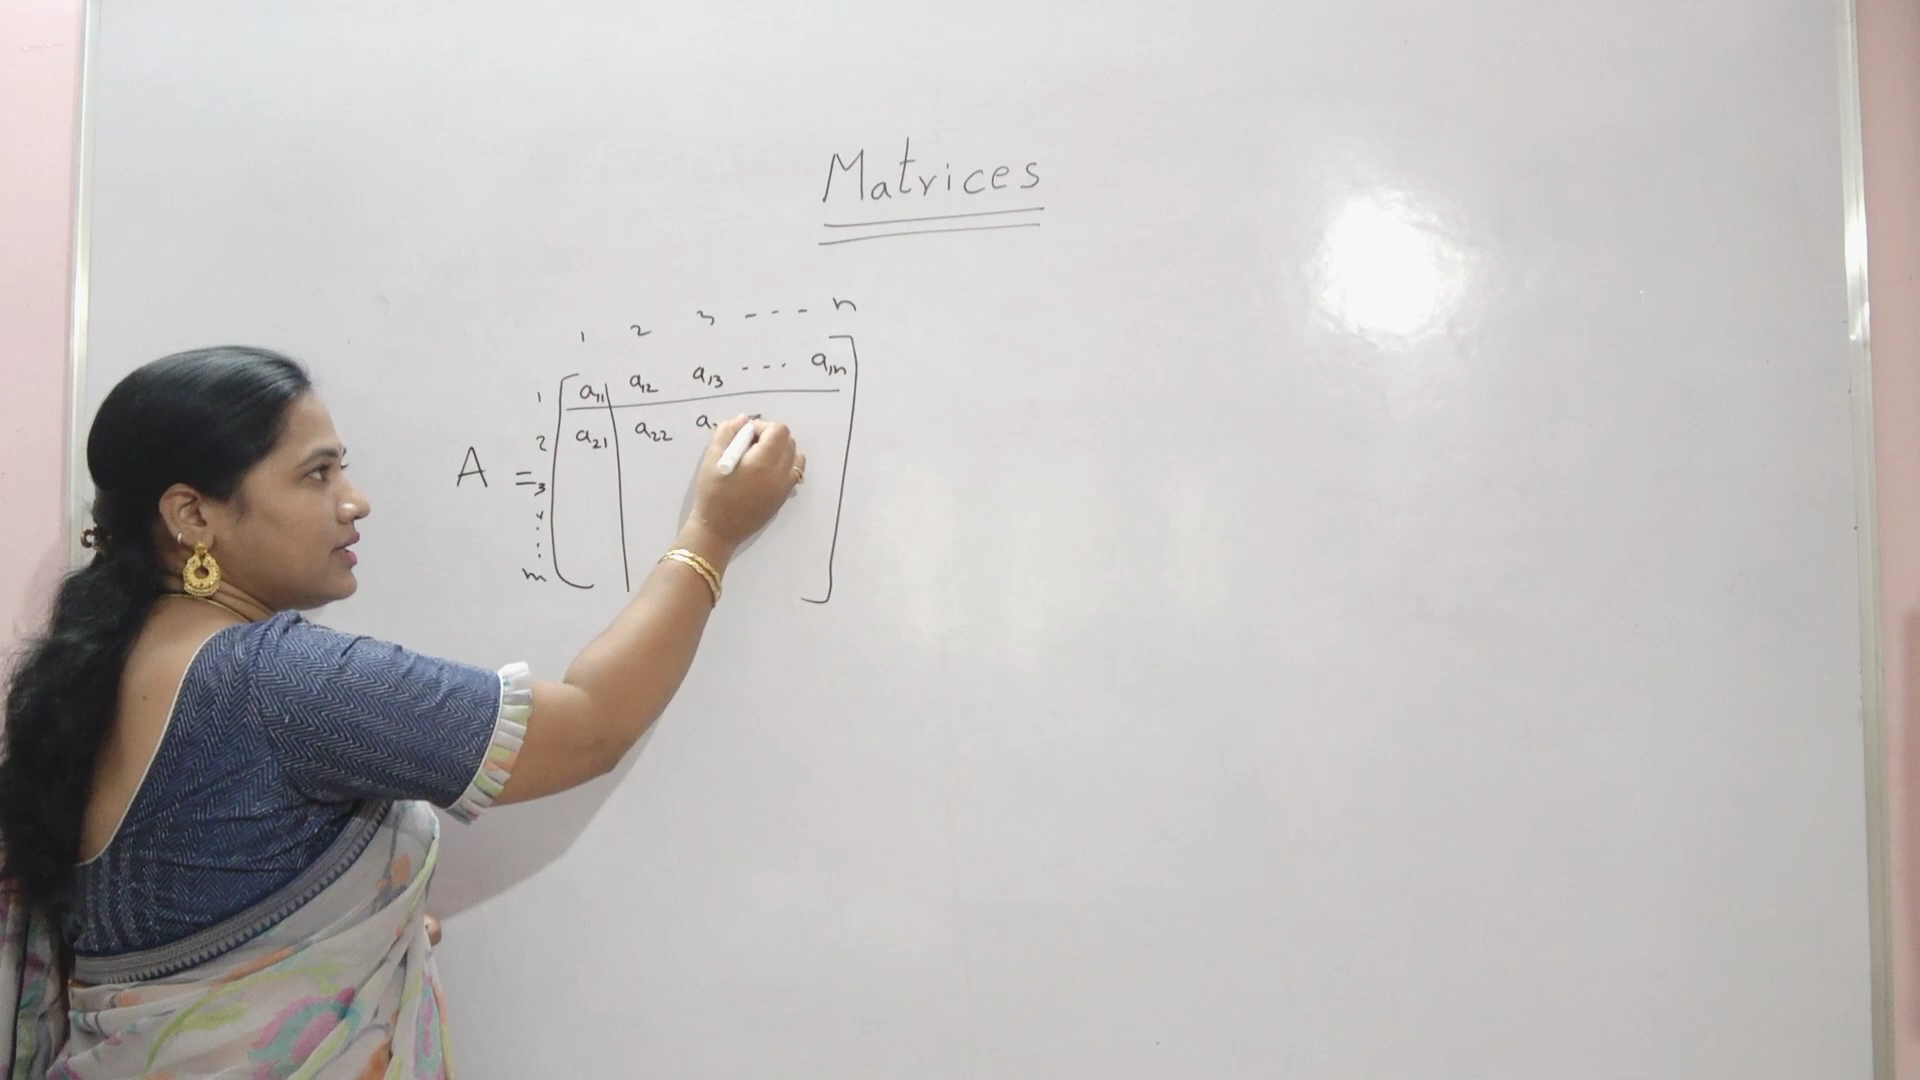 Matrices
1 2 3 - - - n
1 a11 a12 a13 - - - a1n
2 a21 a22 a
A = 3
4
:
m